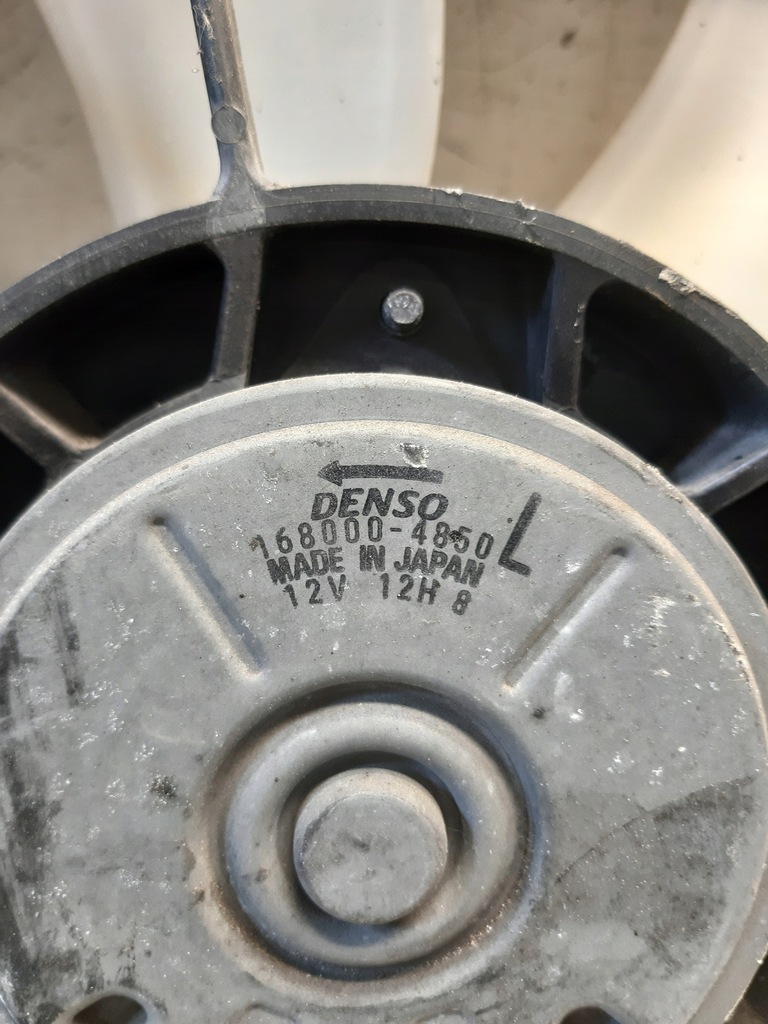 DENSO
168000-4850 L
MADE IN JAPAN
12V 12H 8